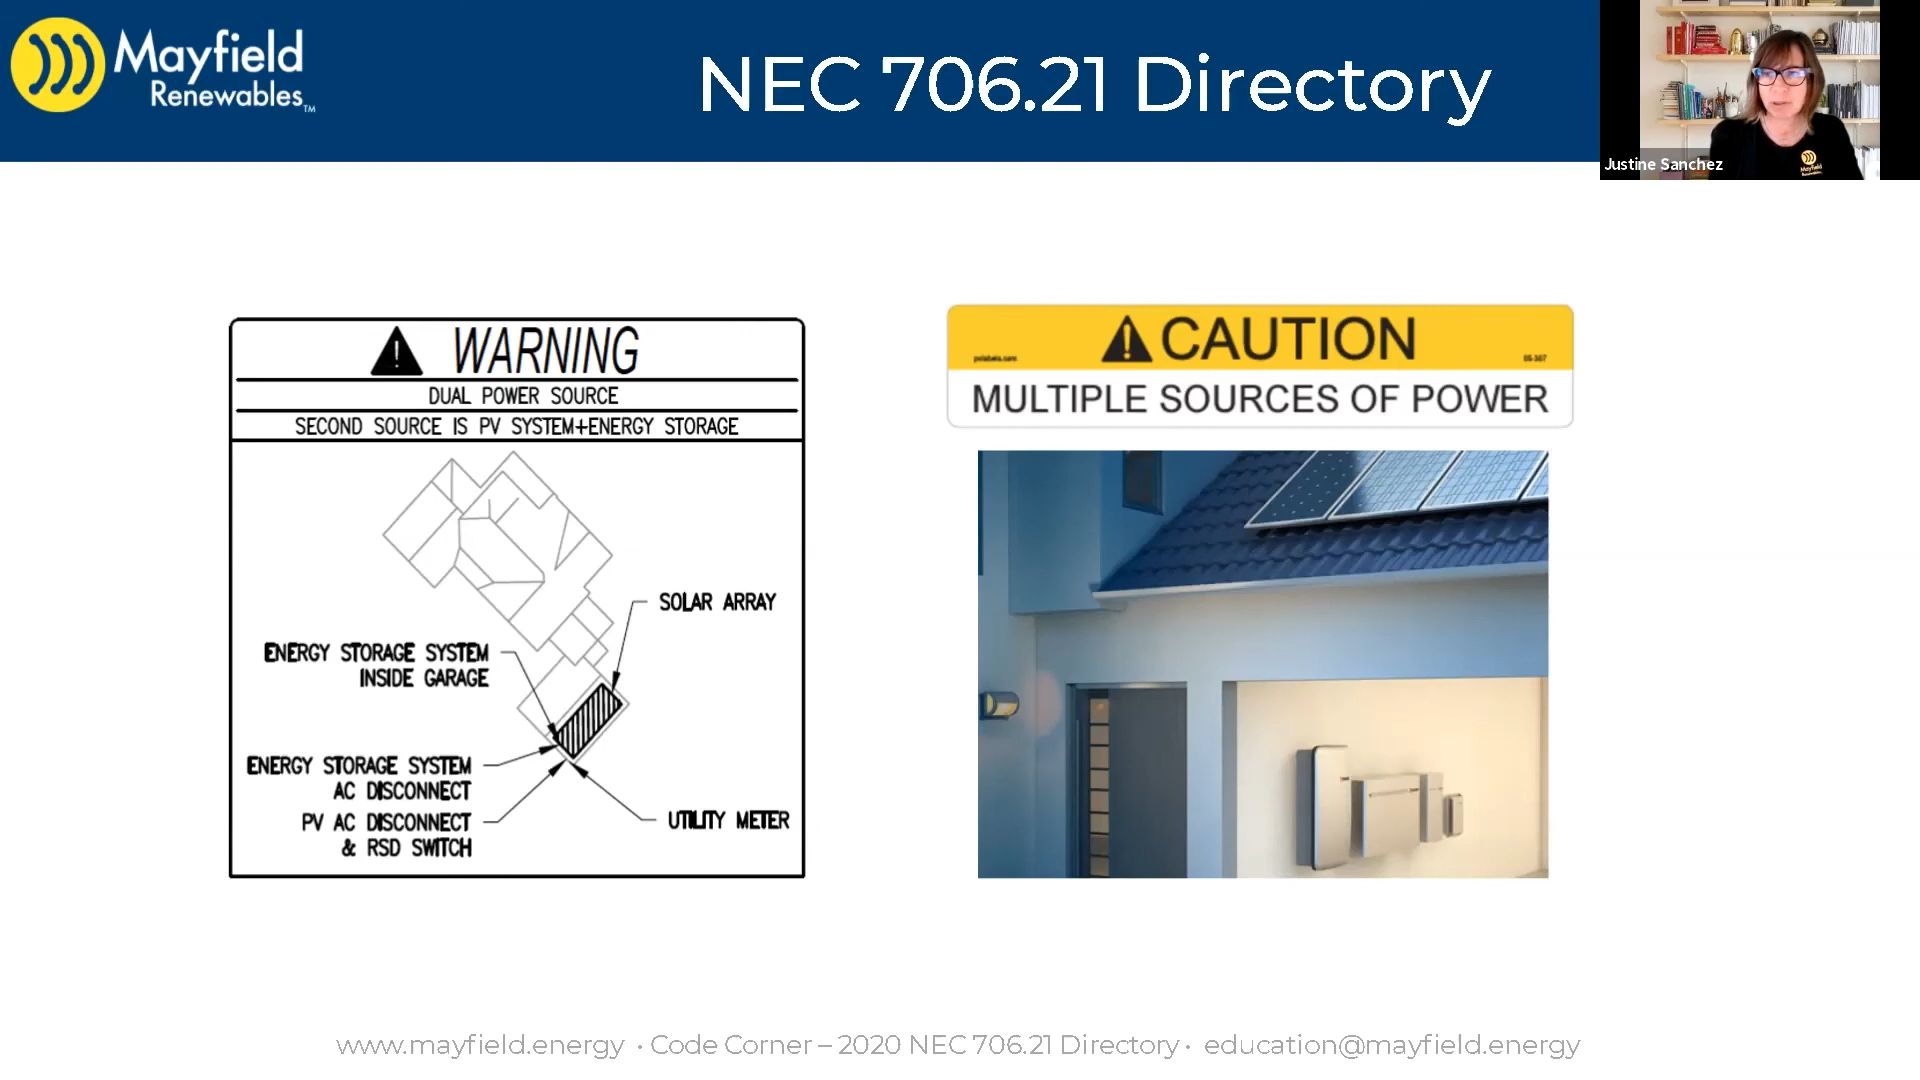 Mayfield
Renewables™
NEC 706.21 Directory
Justine Sanchez
WARNING
DUAL POWER SOURCE
SECOND SOURCE IS PV SYSTEM+ENERGY STORAGE
SOLAR ARRAY
ENERGY STORAGE SYSTEM
INSIDE GARAGE
ENERGY STORAGE SYSTEM
AC DISCONNECT
PV AC DISCONNECT
& RSD SWITCH
UTILITY METER
CAUTION
MULTIPLE SOURCES OF POWER
www.mayfield.energy · Code Corner – 2020 NEC 706.21 Directory · education@mayfield.energy